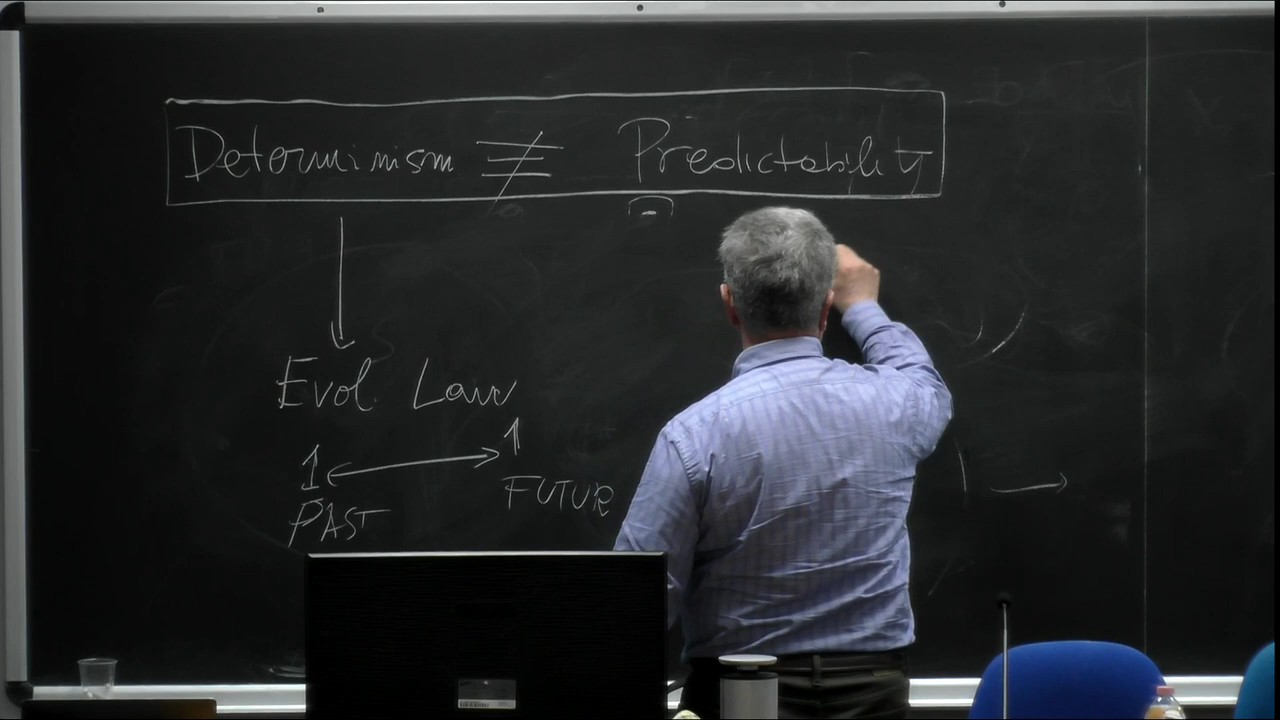 Determinism ≢ Predictability
Evol. Law
1 ↔ 1
PAST FUTUR